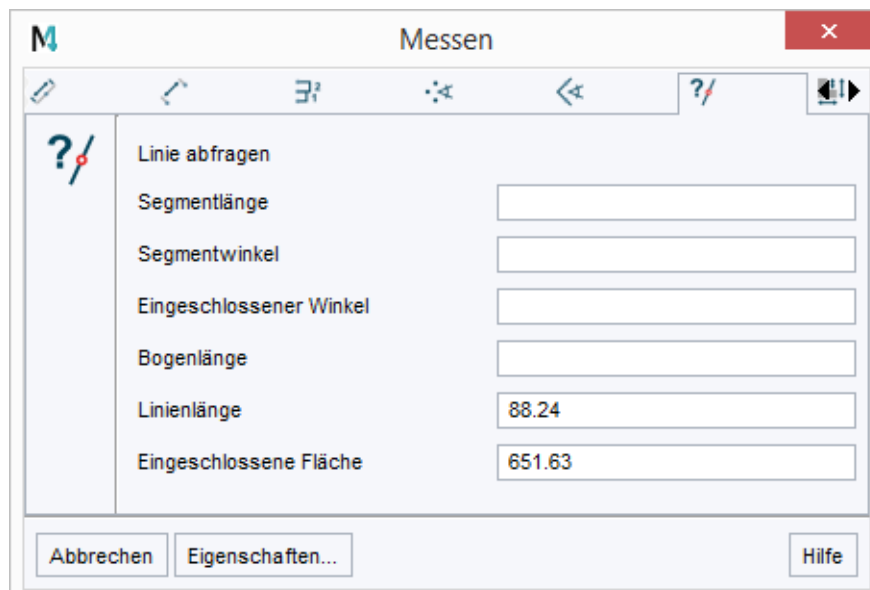 Messen
Linie abfragen
Segmentlänge
Segmentwinkel
Eingeschlossener Winkel
Bogenlänge
Linienlänge 88.24
Eingeschlossene Fläche 651.63
Abbrechen Eigenschaften... Hilfe